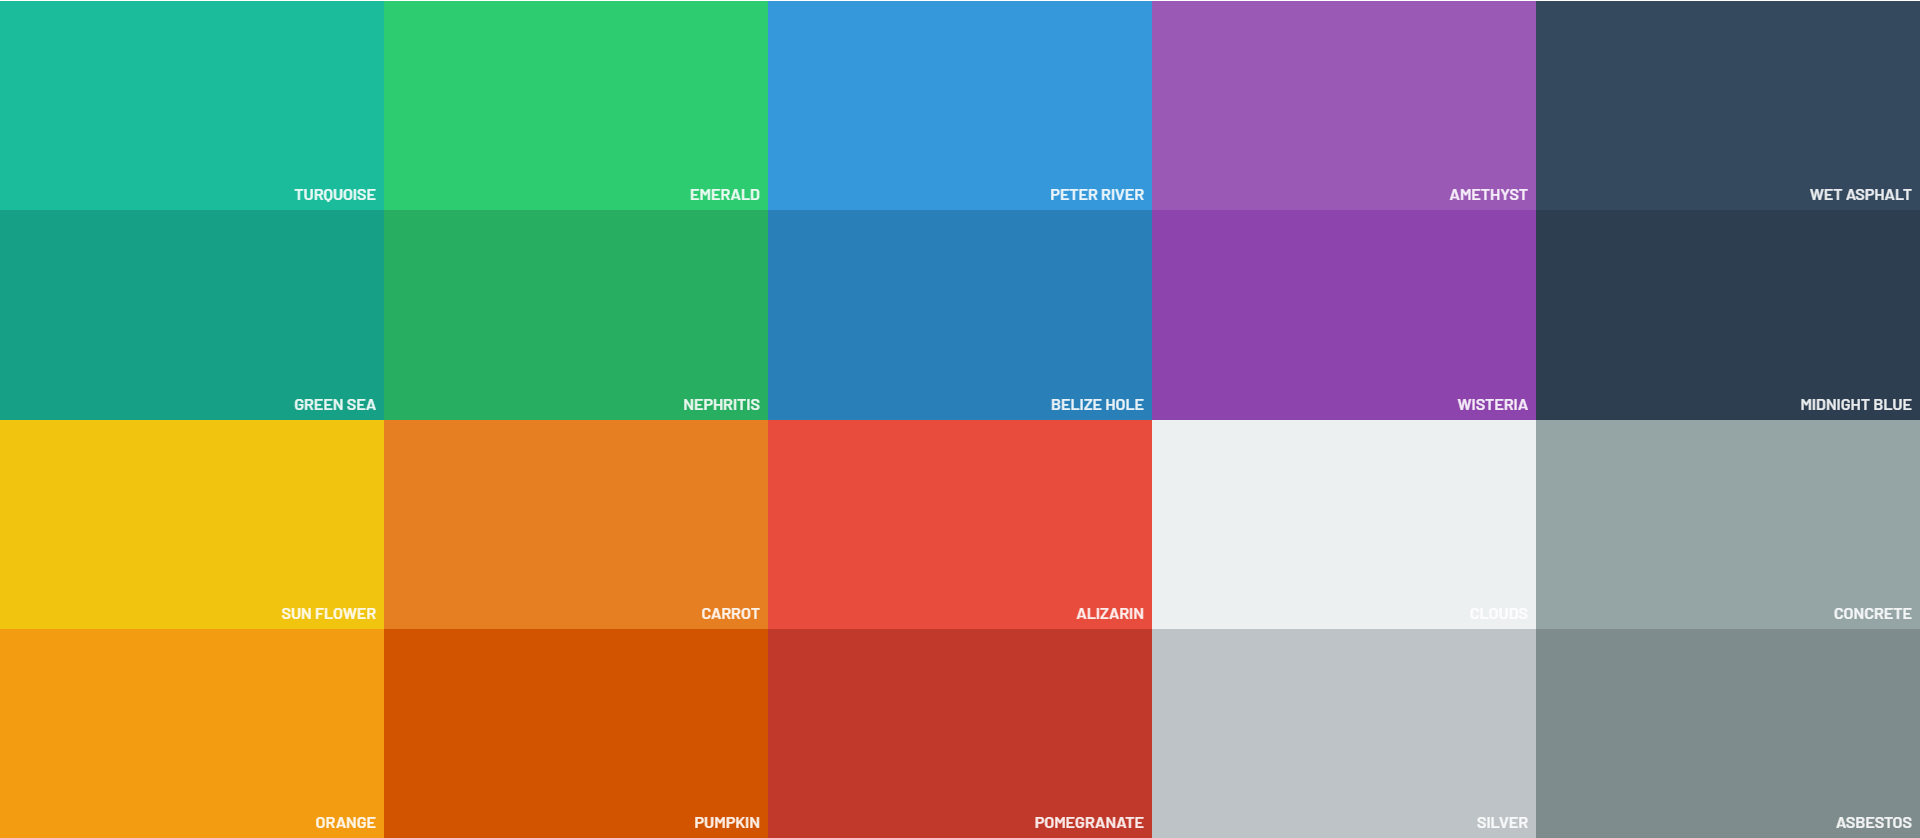 TURQUOISE
EMERALD
PETER RIVER
AMETHYST
WET ASPHALT
GREEN SEA
NEPHRITIS
BELIZE HOLE
WISTERIA
MIDNIGHT BLUE
SUN FLOWER
CARROT
ALIZARIN
CLOUDS
CONCRETE
ORANGE
PUMPKIN
POMEGRANATE
SILVER
ASBESTOS